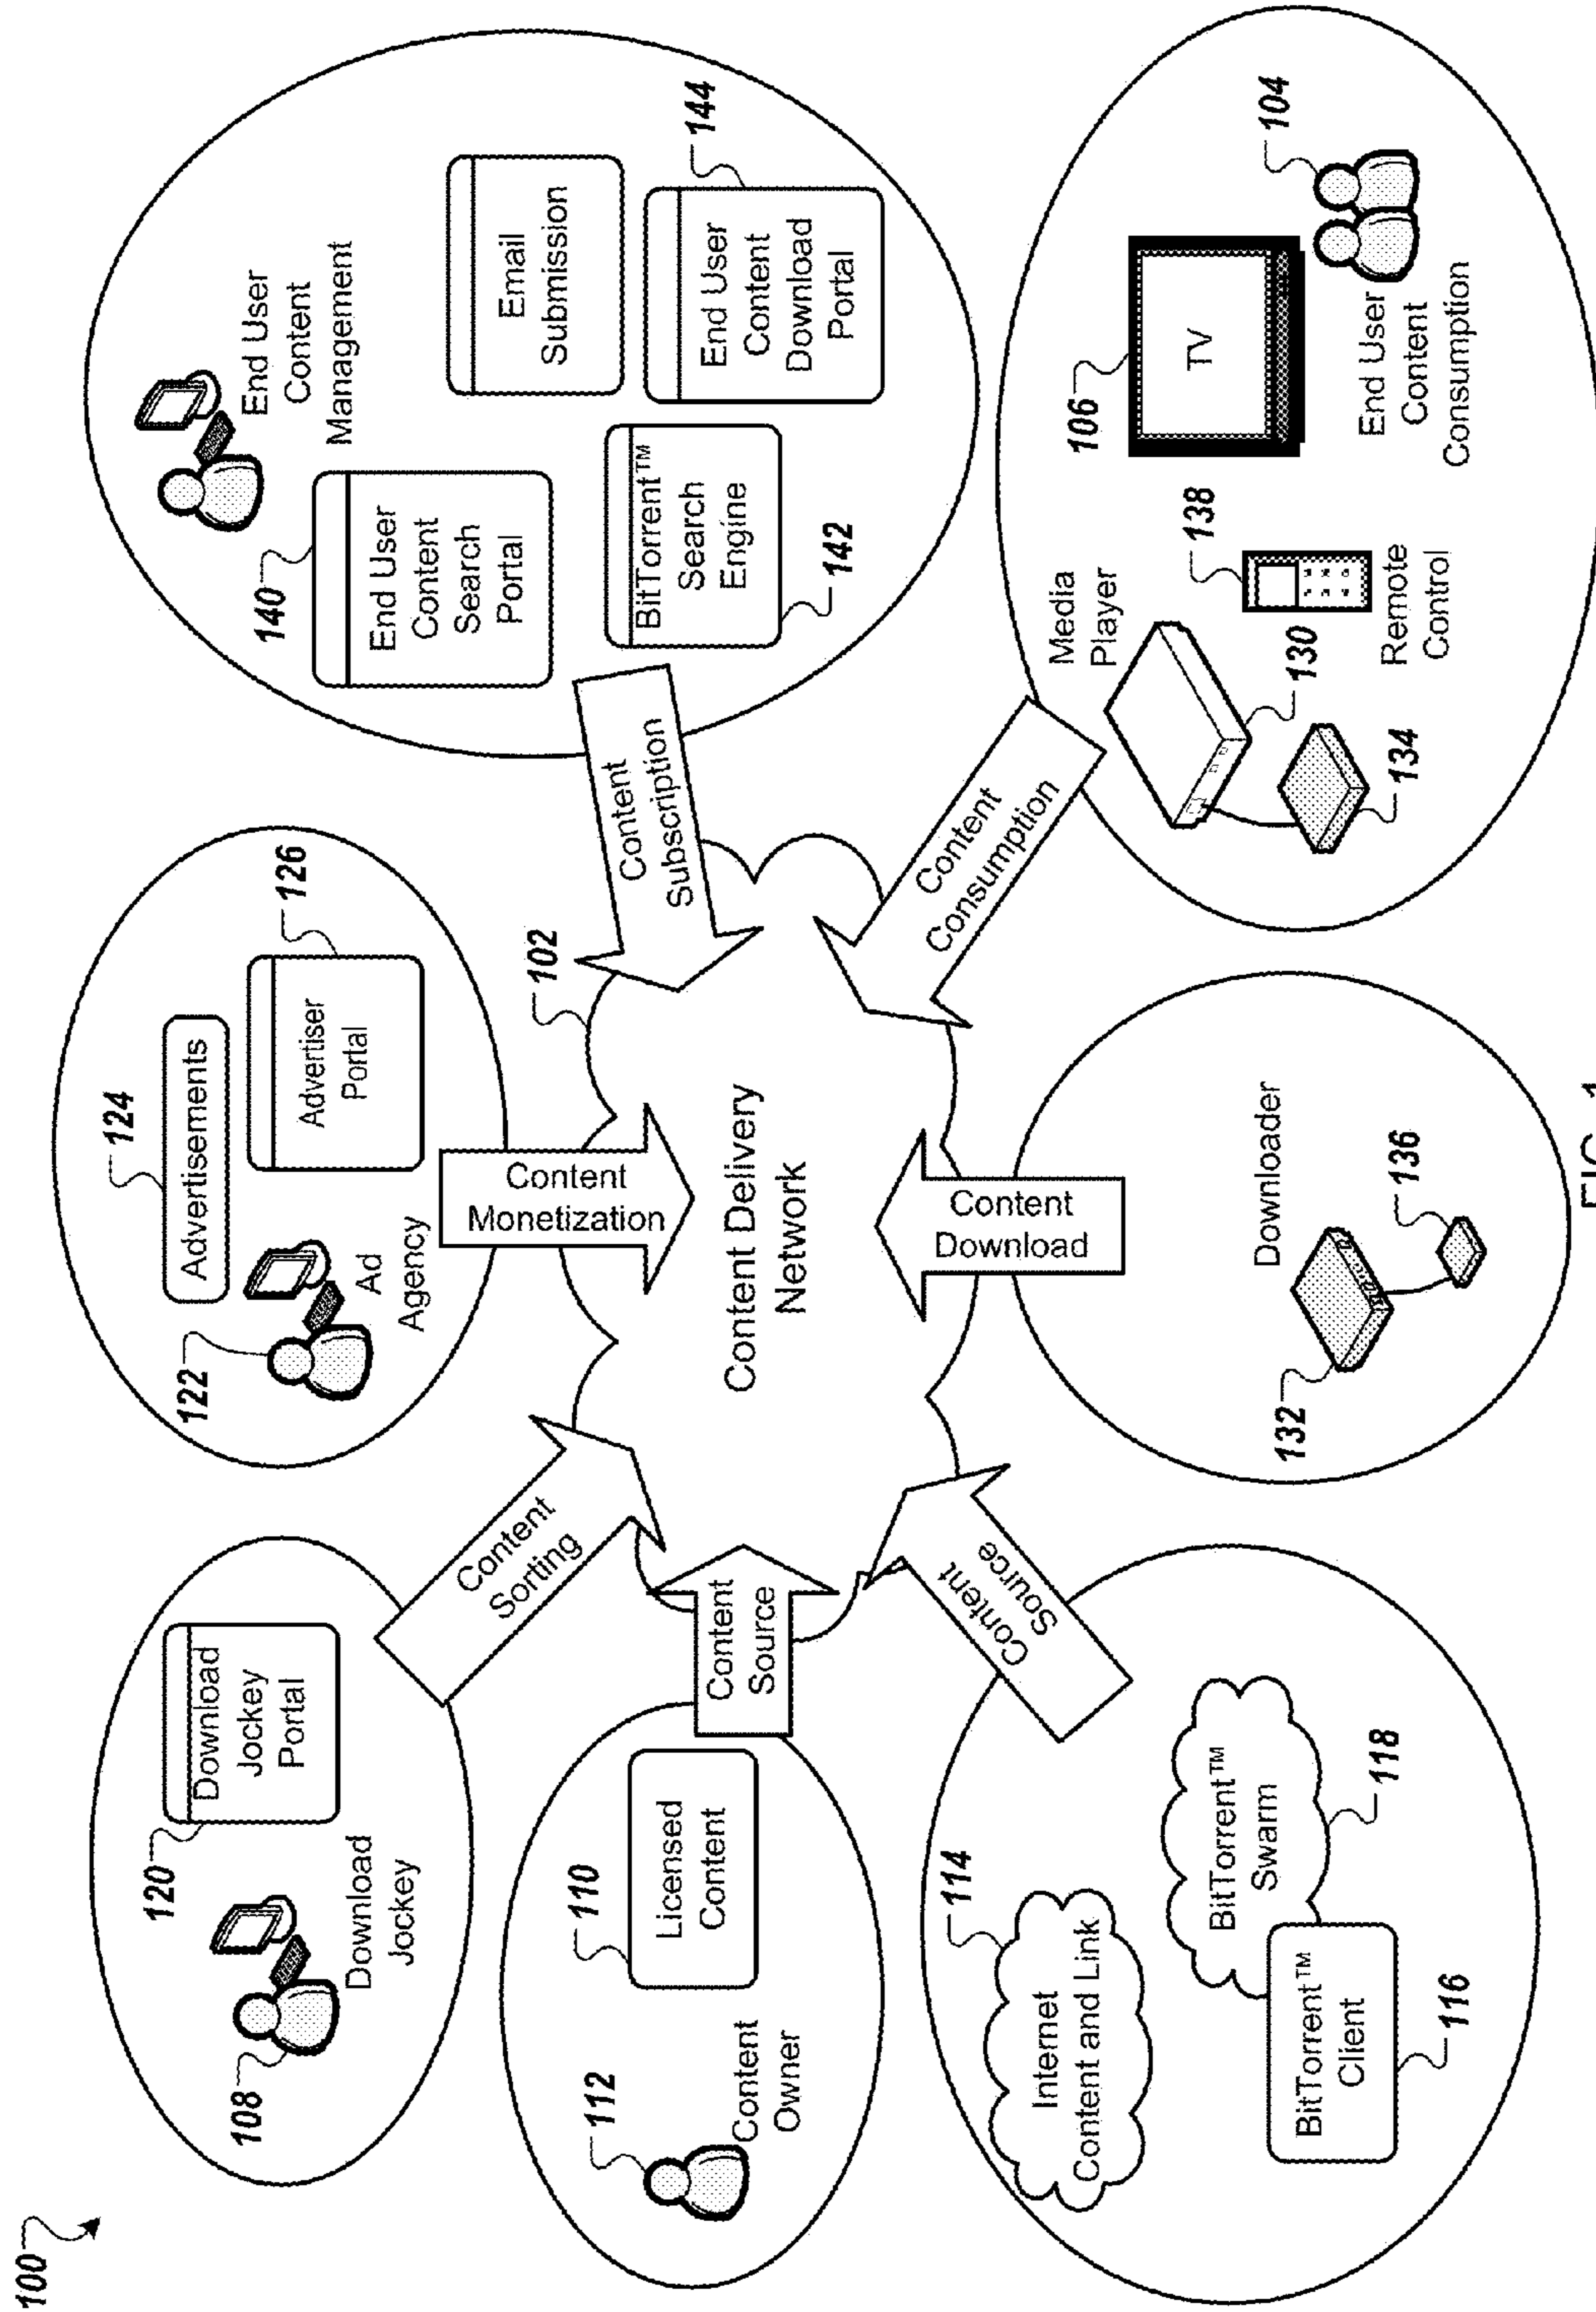 100
108
Download
Jockey
120
Download
Jockey
Portal
Content
Sorting
122
Ad
Agency
124
Advertisements
126
Advertiser
Portal
Content
Monetization
End User
Content
Management
140
End User
Content
Search
Portal
Email
Submission
BitTorrent™
Search
Engine
142
End User
Content
Download
Portal
144
Content
Subscription
112
Content
Owner
110
Licensed
Content
Content
Source
102
Content Delivery
Network
114
Internet
Content and Link
BitTorrent™
Swarm
118
BitTorrent™
Client
116
Content
Source
Content
Download
Downloader
132
136
Content
Consumption
Media
Player
130
134
138
Remote
Control
106
TV
104
End User
Content
Consumption
FIG. 1